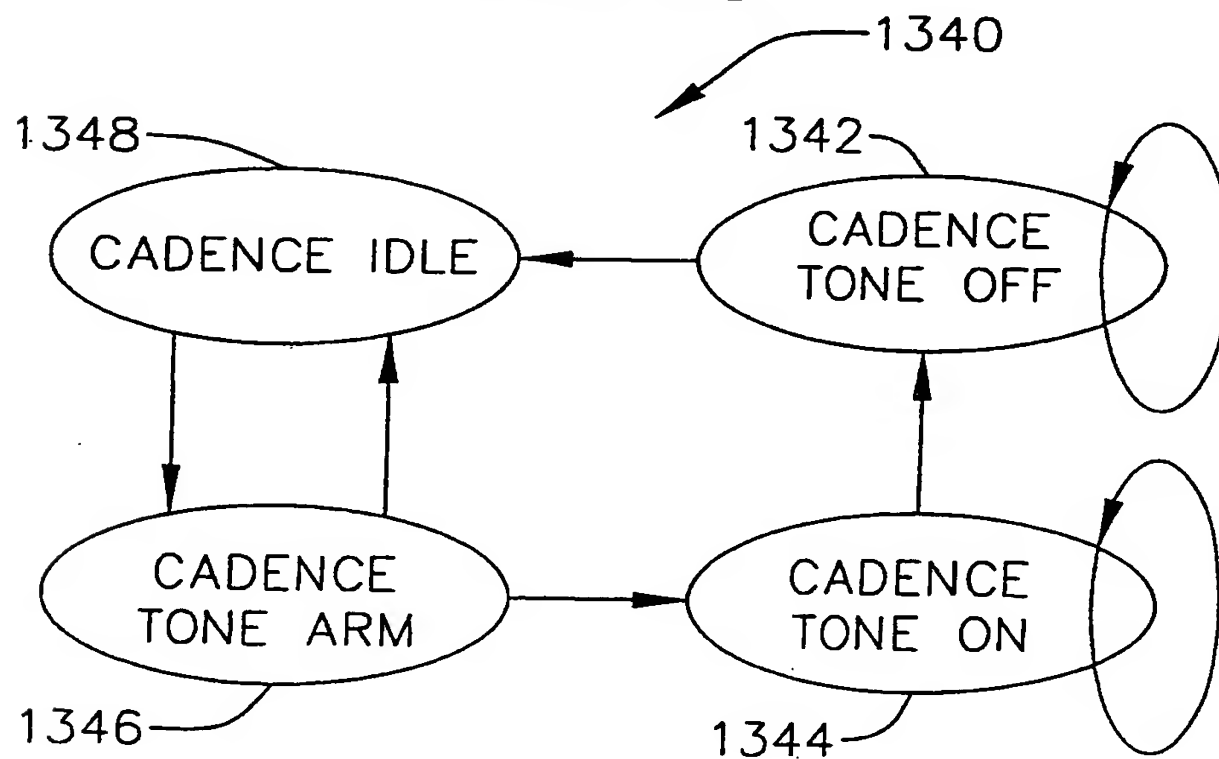 1340
1348
1342
CADENCE IDLE
CADENCE
TONE OFF
CADENCE
TONE ARM
CADENCE
TONE ON
1346
1344